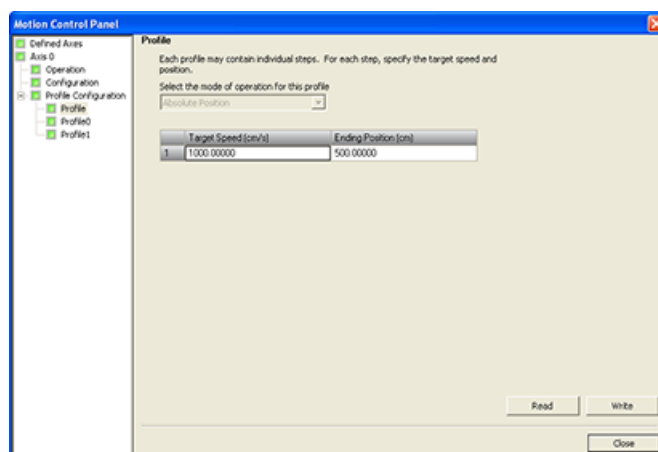 Motion Control Panel
Defined Axes
Axis 0
Operation
Configuration
Profile Configuration
Profile
Profile0
Profile1
Profile
Each profile may contain individual steps. For each step, specify the target speed and
position.
Select the mode of operation for this profile
Absolute Position
Target Speed (cm/s) Ending Position (cm)
1 1000.00000 500.00000
Read Write
Close